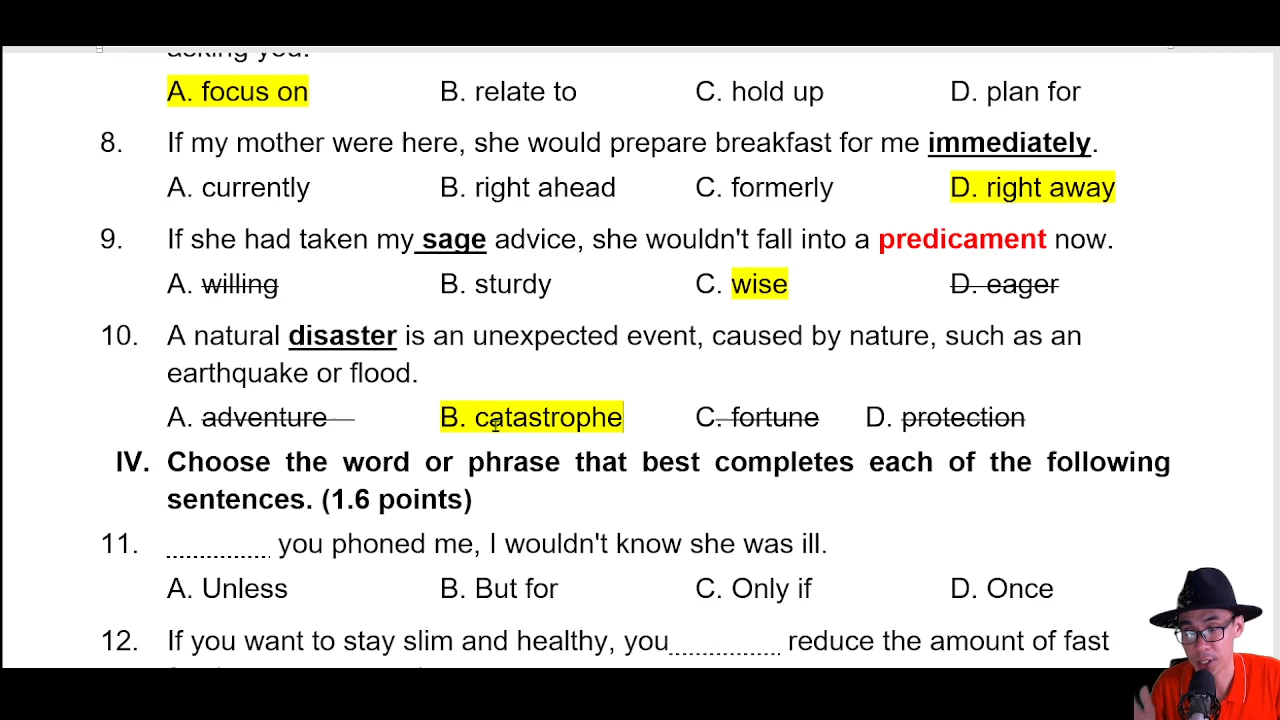 asking you.
A. focus on B. relate to C. hold up D. plan for
8. If my mother were here, she would prepare breakfast for me immediately.
A. currently B. right ahead C. formerly D. right away
9. If she had taken my sage advice, she wouldn't fall into a predicament now.
A. willing B. sturdy C. wise D. eager
10. A natural disaster is an unexpected event, caused by nature, such as an
earthquake or flood.
A. adventure B. catastrophe C. fortune D. protection
IV. Choose the word or phrase that best completes each of the following
sentences. (1.6 points)
11. .............. you phoned me, I wouldn't know she was ill.
A. Unless B. But for C. Only if D. Once
12. If you want to stay slim and healthy, you................ reduce the amount of fast